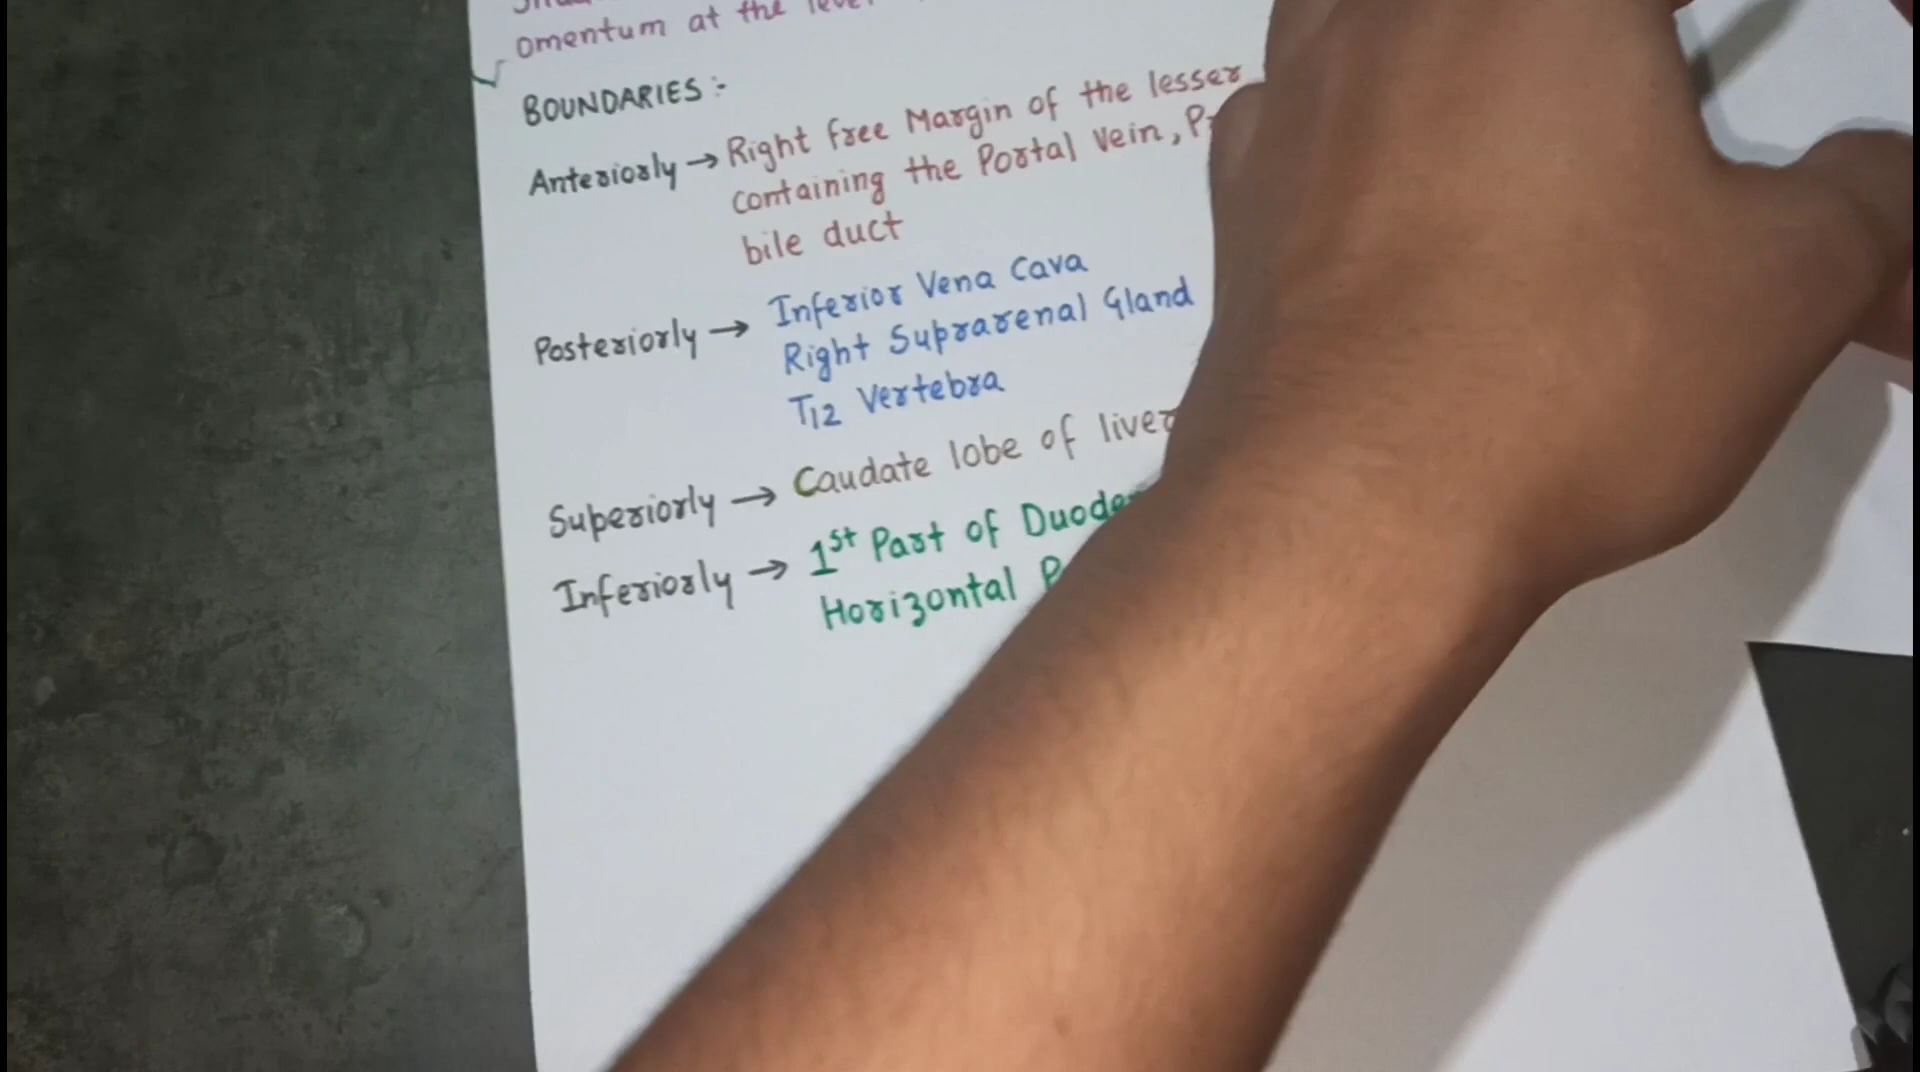 omentum at the level
BOUNDARIES :-
Anteriorly → Right free Margin of the lesser
containing the Portal Vein,
bile duct
Posteriorly → Inferior Vena Cava
Right Suprarenal Gland
T12 Vertebra
Superiorly → Caudate lobe of liver
Inferiorly → 1st Part of
Horizontal